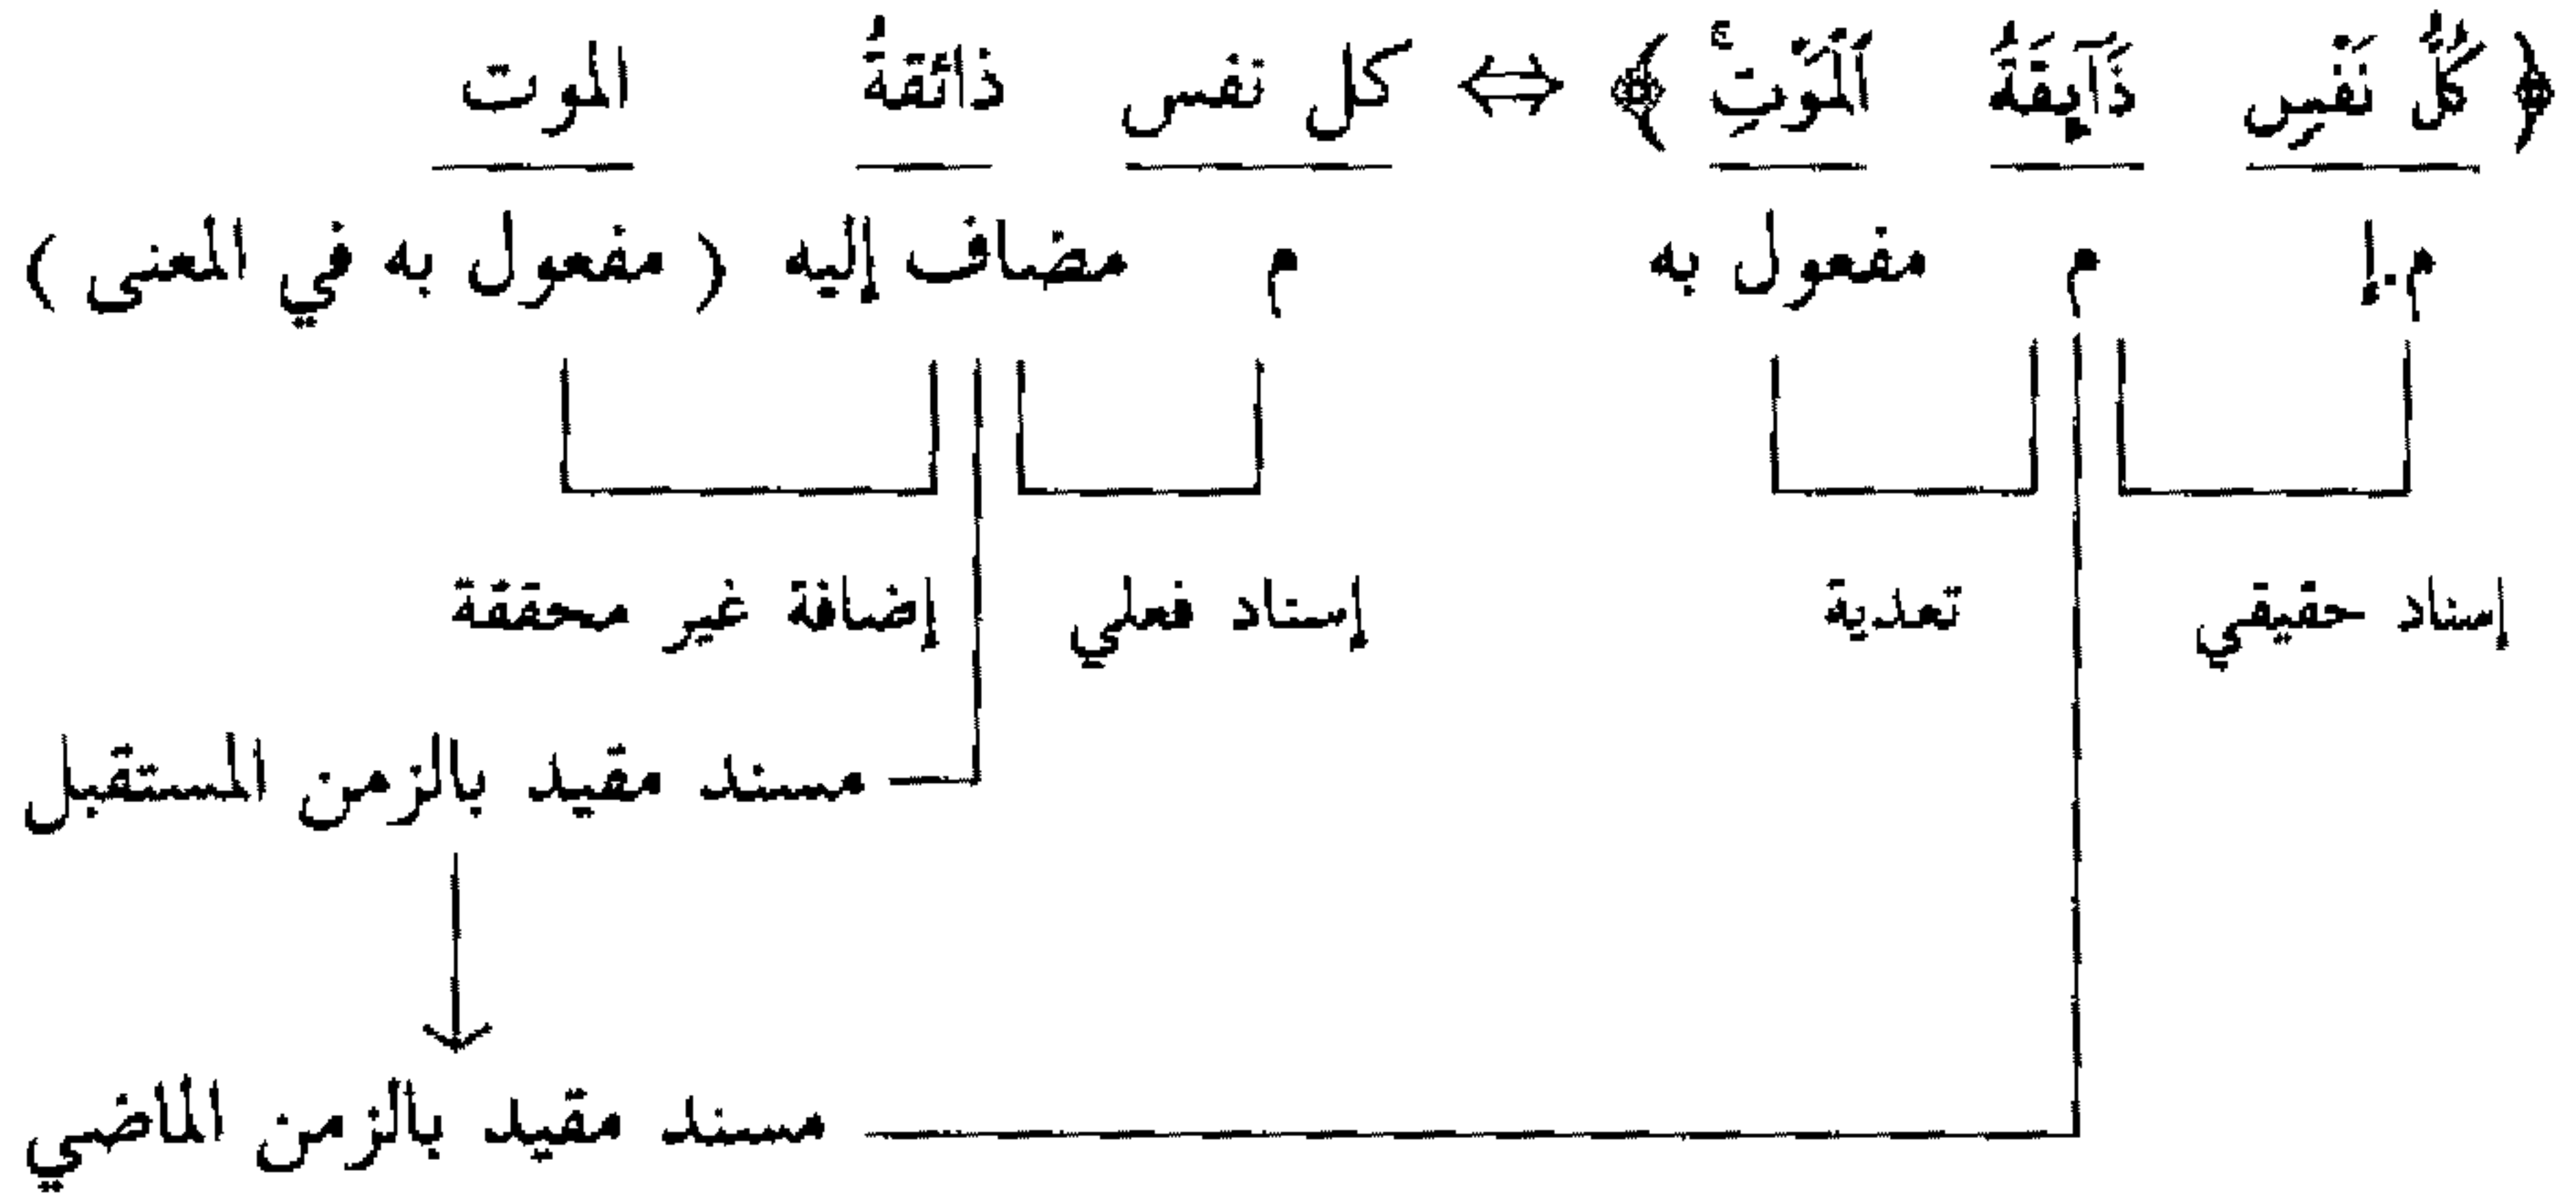 ﴿ كُلُّ نَفْسٍ ذَآئِقَةُ ٱلْمَوْتِ ۚ ﴾ ⇔ كل نفس ذائقةُ الموت
م.إ م مفعول به م مضاف إليه ( مفعول به في المعنى )
إسناد حقيقي تعدية إسناد فعلي إضافة غير محققة
مسند مقيد بالزمن المستقبل
مسند مقيد بالزمن الماضي